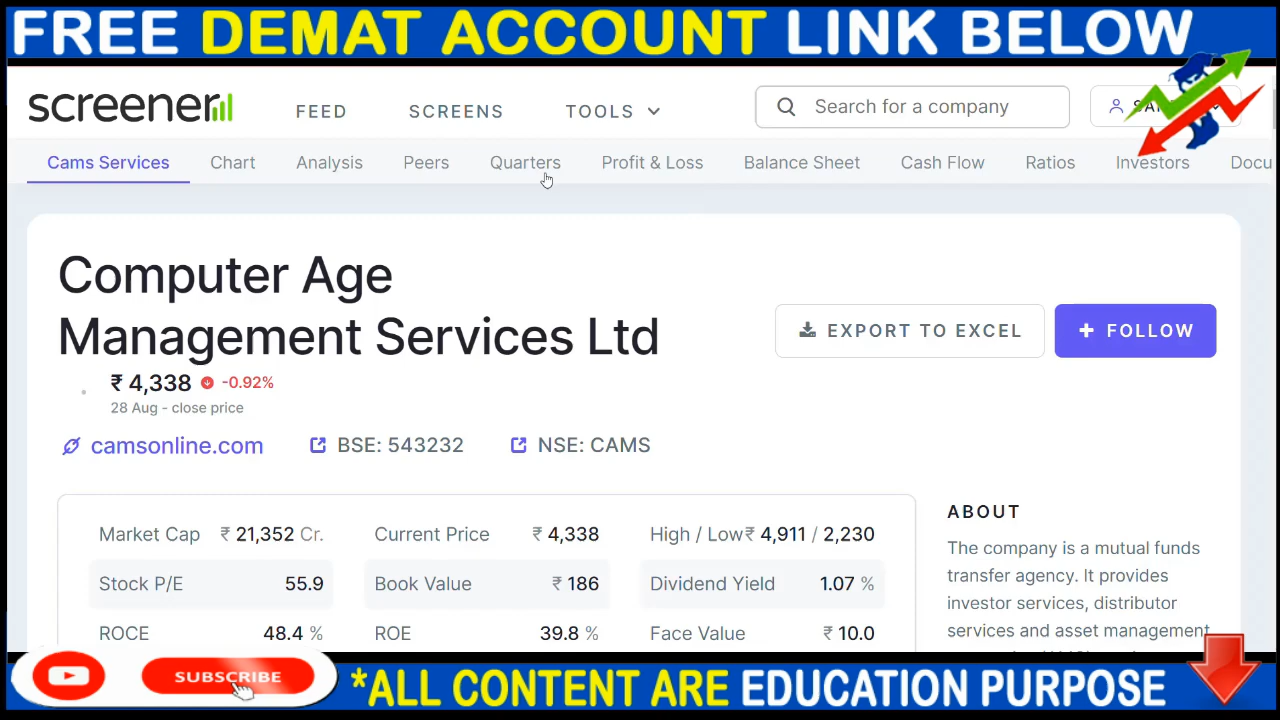 FREE DEMAT ACCOUNT LINK BELOW
screener
FEED
SCREENS
TOOLS
Search for a company
Cams Services
Chart
Analysis
Peers
Quarters
Profit & Loss
Balance Sheet
Cash Flow
Ratios
Investors
Docu
Computer Age
Management Services Ltd
EXPORT TO EXCEL
+ FOLLOW
₹ 4,338 -0.92%
28 Aug - close price
camsonline.com
BSE: 543232
NSE: CAMS
Market Cap ₹ 21,352 Cr.
Current Price ₹ 4,338
High / Low ₹ 4,911 / 2,230
Stock P/E 55.9
Book Value ₹ 186
Dividend Yield 1.07 %
ROCE 48.4 %
ROE 39.8 %
Face Value ₹ 10.0
ABOUT
The company is a mutual funds
transfer agency. It provides
investor services, distributor
services and asset management
SUBSCRIBE
*ALL CONTENT ARE EDUCATION PURPOSE